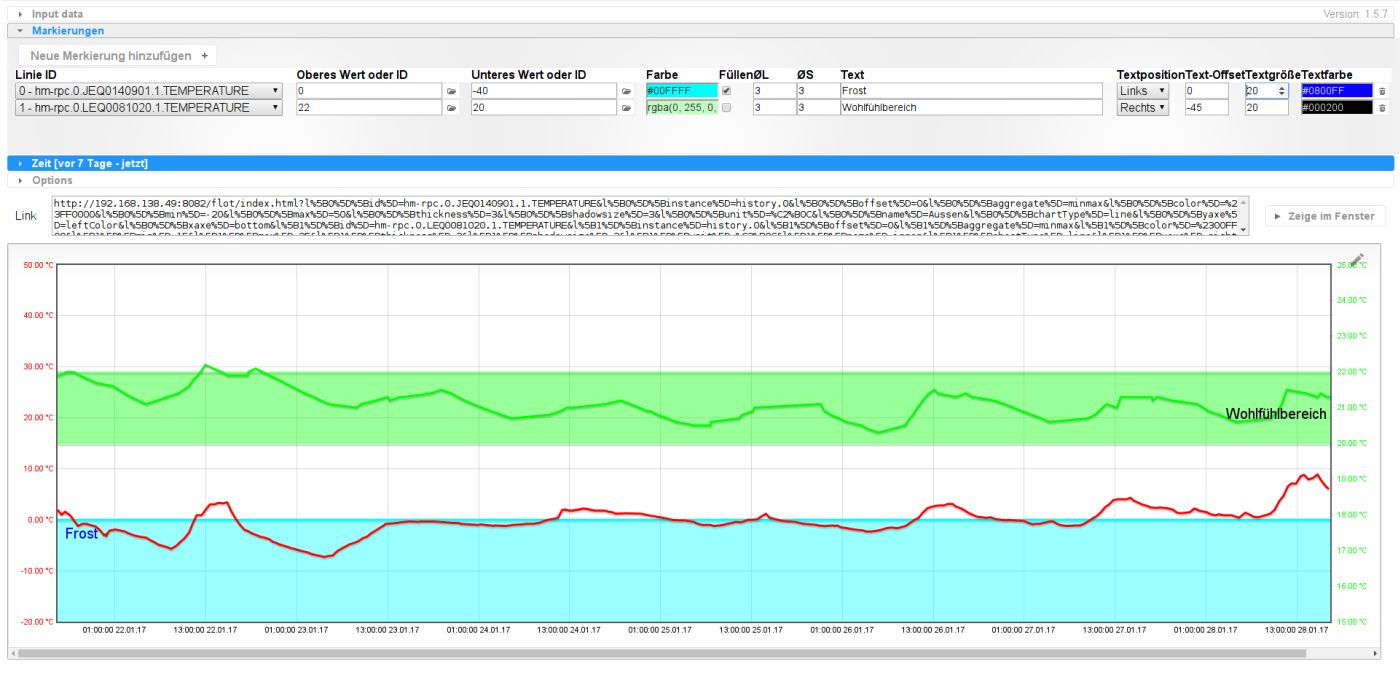 Input data
Version: 1.5.7
Markierungen
Neue Merkierung hinzufügen +
Linie ID Oberes Wert oder ID Unteres Wert oder ID Farbe Füllen ØL ØS Text Textposition Text-Offset Textgröße Textfarbe
0 - hm-rpc.0.JEQ0140901.1.TEMPERATURE 0 -40 #00FFFF 3 3 Frost Links 0 20 #0800FF
1 - hm-rpc.0.LEQ0081020.1.TEMPERATURE 22 20 rgba(0, 255, 0, 3 3 Wohlfühlbereich Rechts -45 20 #000200
Zeit [vor 7 Tage - jetzt]
Options
Link
http://192.168.138.49:8082/flot/index.html?l%5B0%5D%5Bid%5D=hm-rpc.0.JEQ0140901.1.TEMPERATURE&l%5B0%5D%5Binstance%5D=history.0&l%5B0%5D%5Boffset%5D=0&l%5B0%5D%5Baggregate%5D=minmax&l%5B0%5D%5Bcolor%5D=%2
3FF0000&l%5B0%5D%5Bmin%5D=-20&l%5B0%5D%5Bmax%5D=50&l%5B0%5D%5Bthickness%5D=3&l%5B0%5D%5Bshadowsize%5D=3&l%5B0%5D%5Bunit%5D=%C2%B0C&l%5B0%5D%5Bname%5D=Aussen&l%5B0%5D%5BchartType%5D=line&l%5B0%5D%5Byaxe%5
D=leftColor&l%5B0%5D%5Bxaxe%5D=bottom&l%5B1%5D%5Bid%5D=hm-rpc.0.LEQ0081020.1.TEMPERATURE&l%5B1%5D%5Binstance%5D=history.0&l%5B1%5D%5Boffset%5D=0&l%5B1%5D%5Baggregate%5D=minmax&l%5B1%5D%5Bcolor%5D=%2300FF
Zeige im Fenster
50.00 °C
40.00 °C
30.00 °C
20.00 °C
10.00 °C
0.00 °C
-10.00 °C
-20.00 °C
Wohlfühlbereich
Frost
25.00 °C
24.00 °C
23.00 °C
22.00 °C
21.00 °C
20.00 °C
19.00 °C
18.00 °C
17.00 °C
16.00 °C
15.00 °C
01:00:00 22.01.17 13:00:00 22.01.17 01:00:00 23.01.17 13:00:00 23.01.17 01:00:00 24.01.17 13:00:00 24.01.17 01:00:00 25.01.17 13:00:00 25.01.17 01:00:00 26.01.17 13:00:00 26.01.17 01:00:00 27.01.17 13:00:00 27.01.17 01:00:00 28.01.17 13:00:00 28.01.17